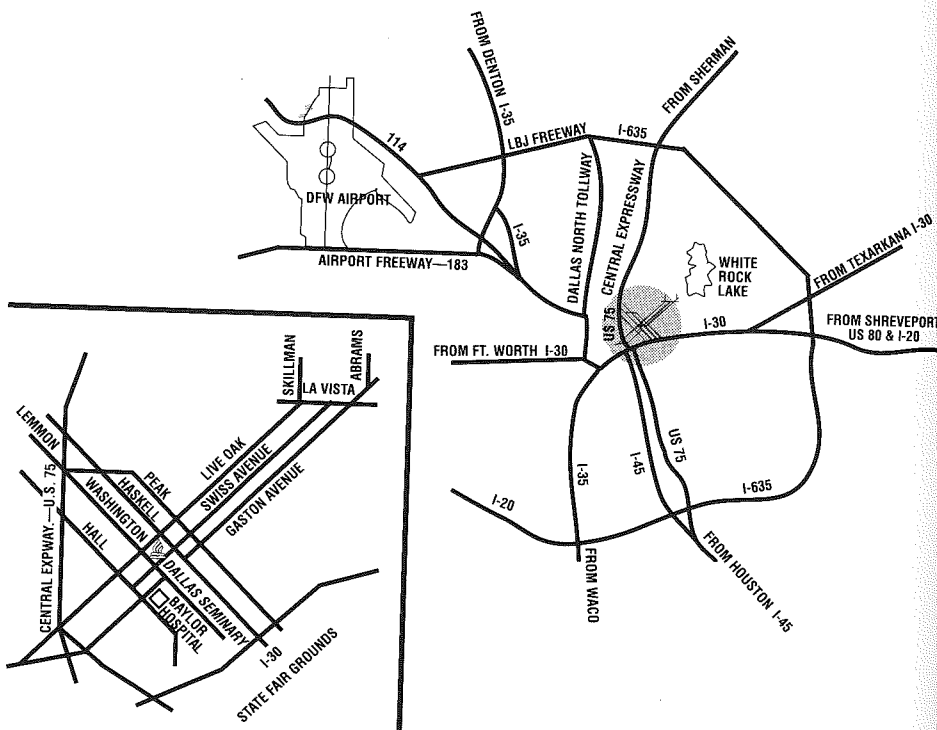 FROM DENTON I-35
FROM SHERMAN
114
LBJ FREEWAY
I-635
DFW AIRPORT
I-35
DALLAS NORTH TOLLWAY
CENTRAL EXPRESSWAY
US 75
AIRPORT FREEWAY—183
WHITE
ROCK
LAKE
FROM TEXARKANA I-30
I-30
FROM SHREVEPORT
US 80 & I-20
FROM FT. WORTH I-30
I-35
I-45
US 75
I-635
I-20
FROM WACO
FROM HOUSTON I-45
SKILLMAN
ABRAMS
LA VISTA
LEMMON
LIVE OAK
SWISS AVENUE
GASTON AVENUE
PEAK
HASKELL
WASHINGTON
HALL
CENTRAL EXPWAY.—U.S. 75
DALLAS SEMINARY
BAYLOR
HOSPITAL
I-30
STATE FAIR GROUNDS